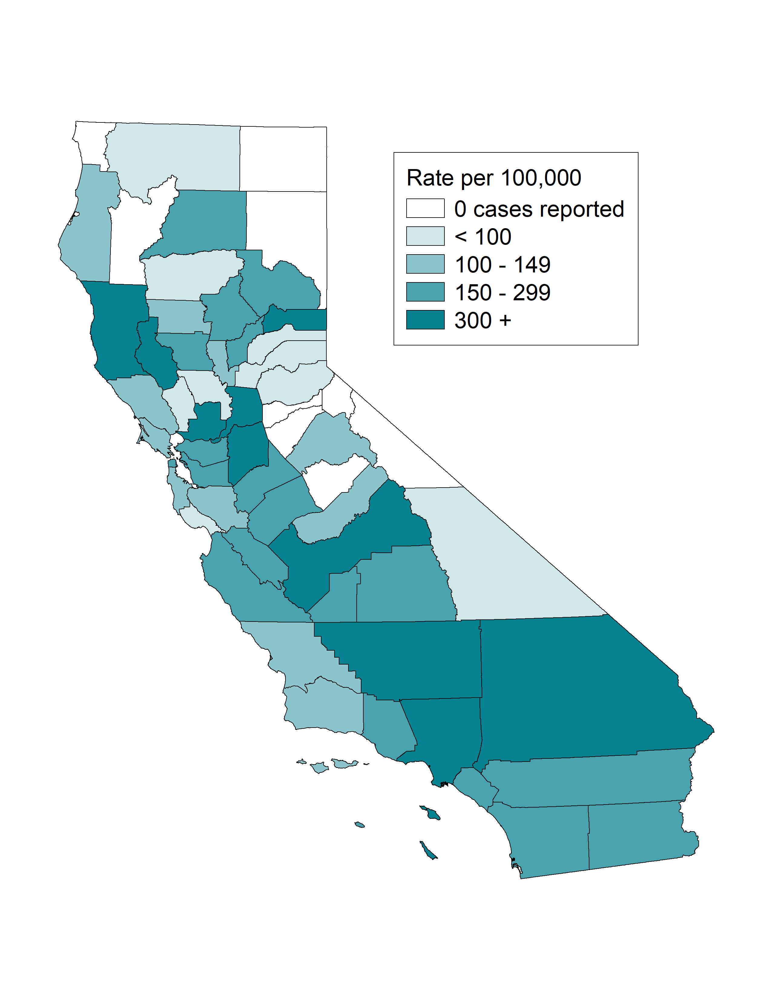 Rate per 100,000
0 cases reported
< 100
100 - 149
150 - 299
300 +